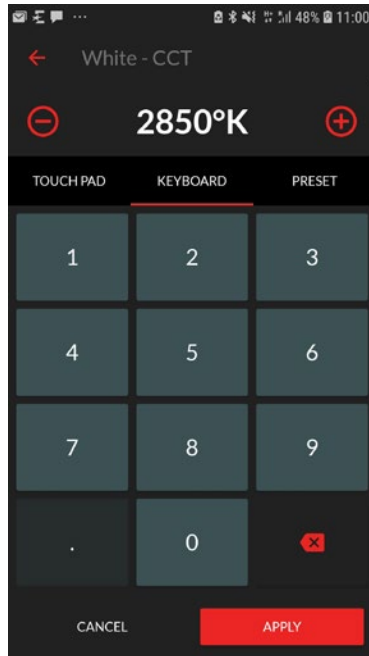 48% 11:00
White - CCT
2850°K
TOUCH PAD KEYBOARD PRESET
1 2 3
4 5 6
7 8 9
. 0
CANCEL APPLY